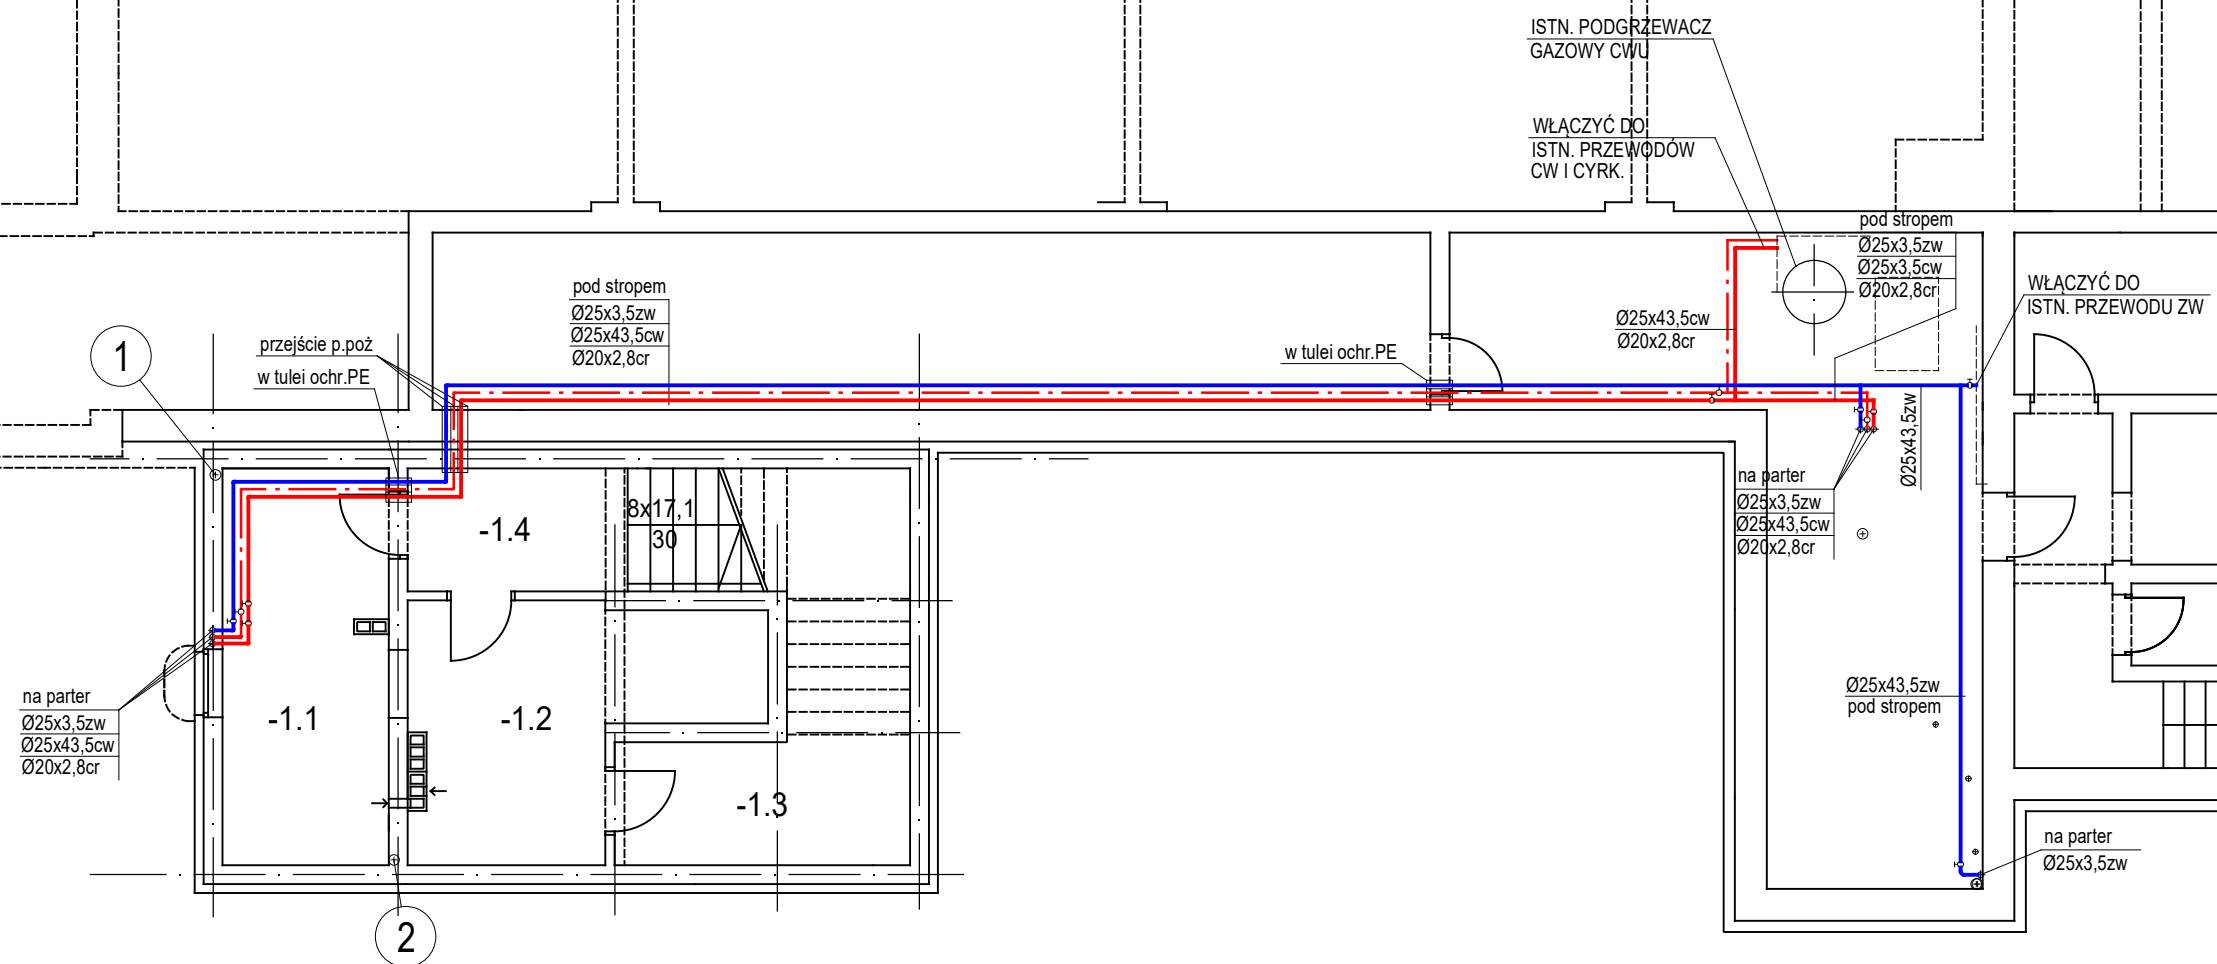 ISTN. PODGRZEWACZ
GAZOWY CWU
WŁĄCZYĆ DO
ISTN. PRZEWODÓW
CW I CYRK.
pod stropem
Ø25x3,5zw
Ø25x3,5cw
Ø20x2,8cr
WŁĄCZYĆ DO
ISTN. PRZEWODU ZW
pod stropem
Ø25x3,5zw
Ø25x43,5cw
Ø20x2,8cr
Ø25x43,5cw
Ø20x2,8cr
1
przejście p.poż
w tulei ochr.PE
w tulei ochr.PE
Ø25x43,5zw
na parter
Ø25x3,5zw
Ø25x43,5cw
Ø20x2,8cr
8x17,1
30
-1.4
na parter
Ø25x3,5zw
Ø25x43,5cw
Ø20x2,8cr
-1.1
-1.2
-1.3
Ø25x43,5zw
pod stropem
na parter
Ø25x3,5zw
2